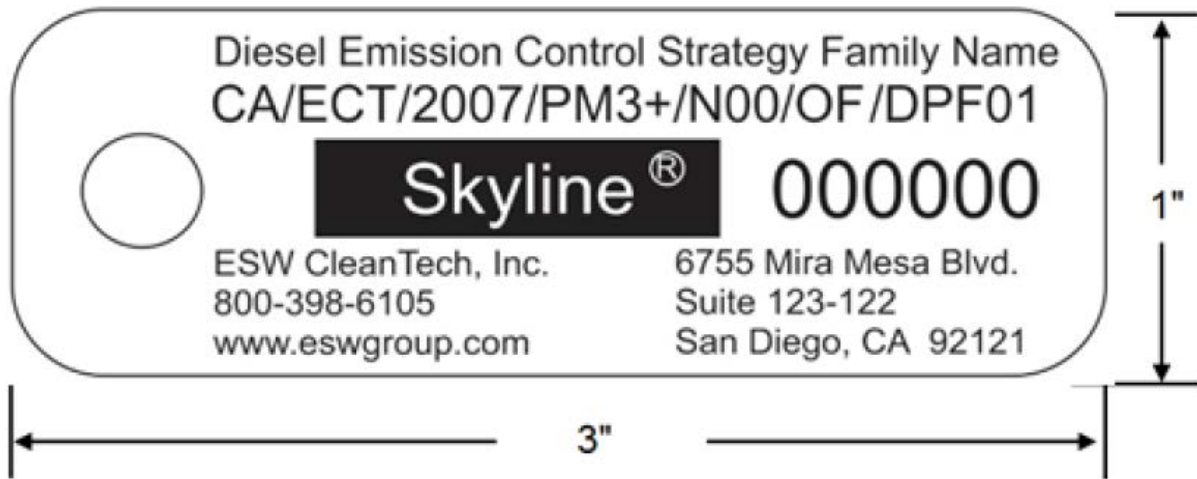 Diesel Emission Control Strategy Family Name
CA/ECT/2007/PM3+/N00/OF/DPF01
Skyline® 000000
ESW CleanTech, Inc. 6755 Mira Mesa Blvd.
800-398-6105 Suite 123-122
www.eswgroup.com San Diego, CA 92121
1"
3"